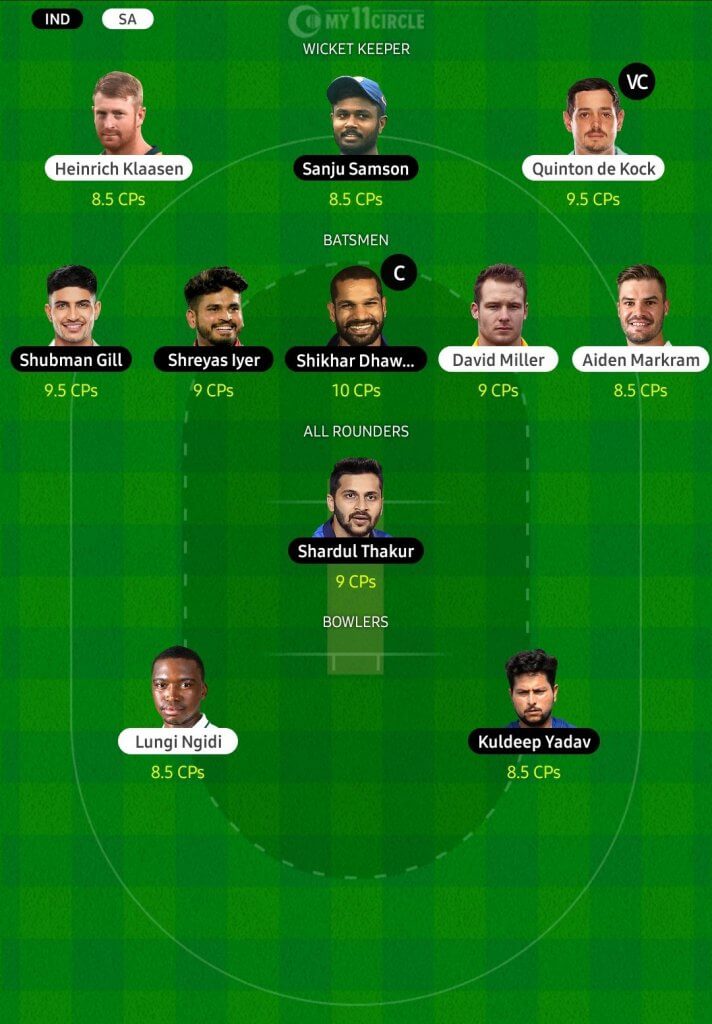 IND SA MY11CIRCLE
WICKET KEEPER
VC
Heinrich Klaasen Sanju Samson Quinton de Kock
8.5 CPs 8.5 CPs 9.5 CPs
BATSMEN
C
Shubman Gill Shreyas Iyer Shikhar Dhaw... David Miller Aiden Markram
9.5 CPs 9 CPs 10 CPs 9 CPs 8.5 CPs
ALL ROUNDERS
Shardul Thakur
9 CPs
BOWLERS
Lungi Ngidi Kuldeep Yadav
8.5 CPs 8.5 CPs